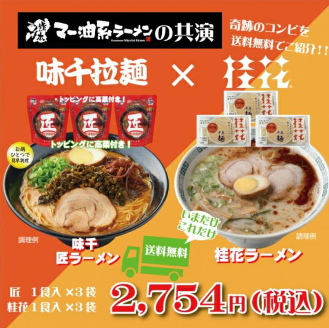 マー油系ラーメンの共演
奇跡のコンビを
送料無料でご紹介!!
味千拉麺 × 桂花
トッピングに高菜付き!
匠 匠 匠
トッピングに高菜付き!
調理例
味千
匠ラーメン
いまだけ
これだけ
送料無料
調理例
桂花ラーメン
匠 1食入×3袋
桂花1食入×3袋
2,754円(税込)